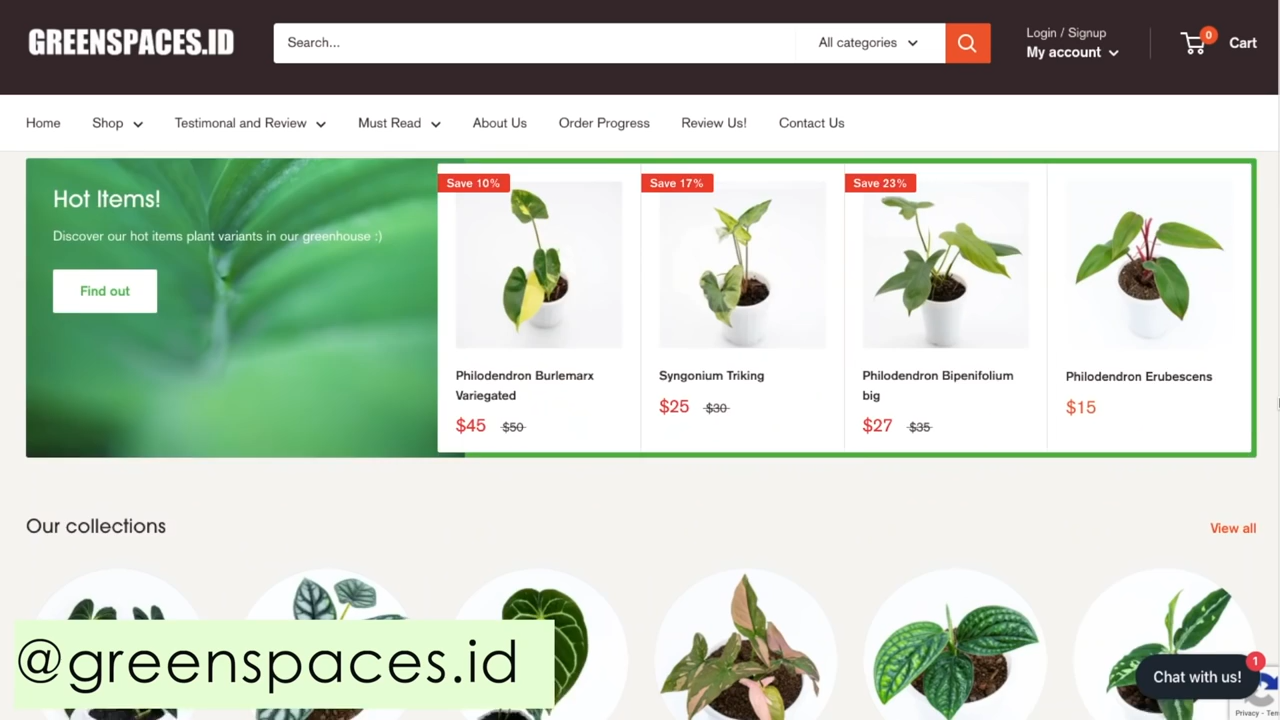 GREENSPACES.ID
Search...
All categories
Login / Signup
My account
0
Cart
Home
Shop
Testimonal and Review
Must Read
About Us
Order Progress
Review Us!
Contact Us
Hot Items!
Discover our hot items plant variants in our greenhouse :)
Find out
Save 10%
Philodendron Burlemarx
Variegated
$45 $50
Save 17%
Syngonium Triking
$25 $30
Save 23%
Philodendron Bipenifolium
big
$27 $35
Philodendron Erubescens
$15
Our collections
View all
@greenspaces.id
Chat with us!
1
Privacy - Ten